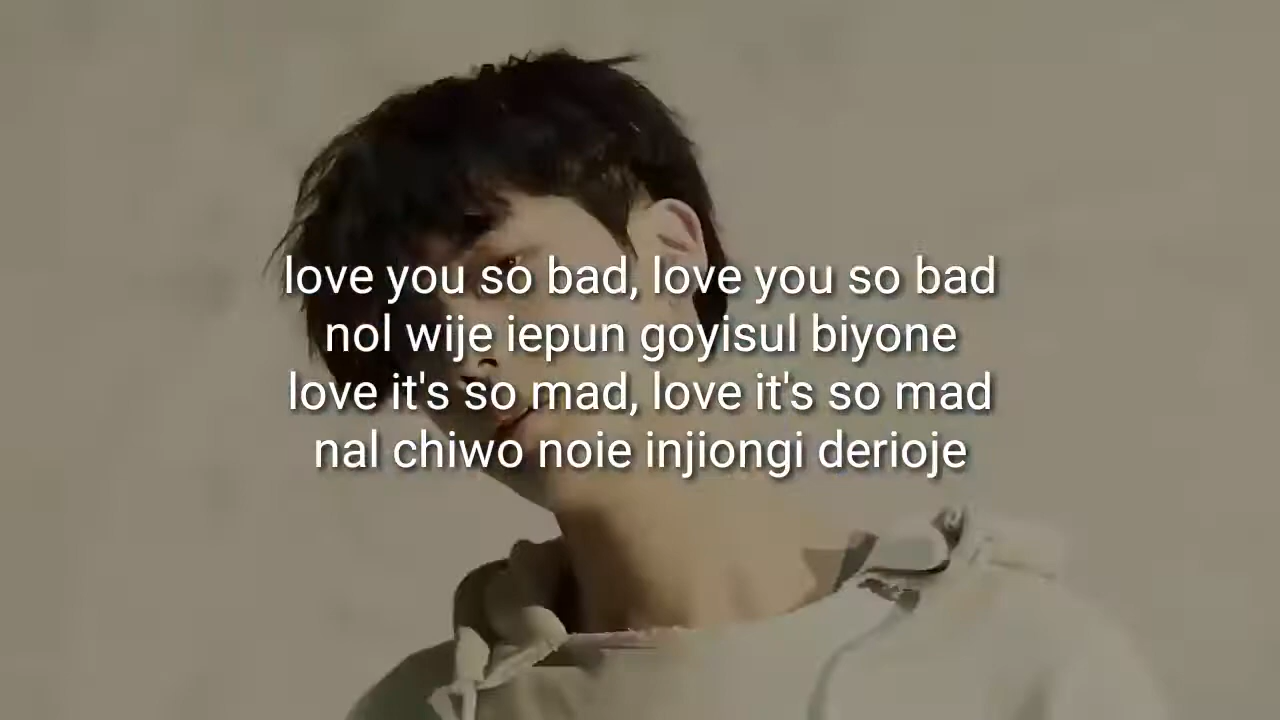 love you so bad, love you so bad
nol wije iepun goyisul biyone
love it's so mad, love it's so mad
nal chiwo noie injiongi derioje